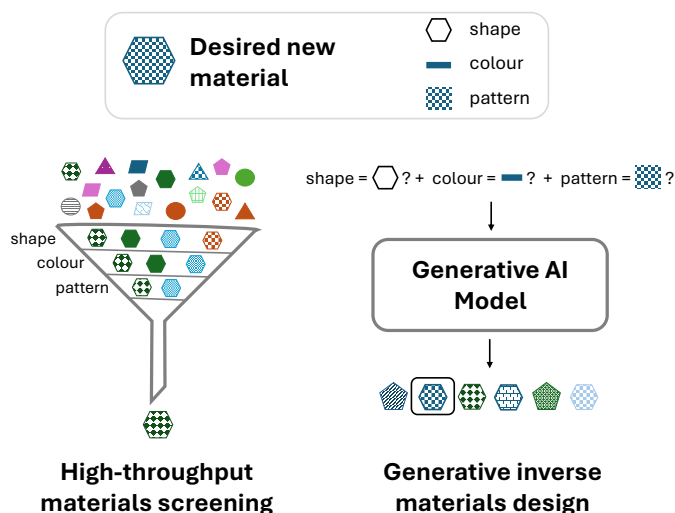 Desired new
material
shape
colour
pattern
shape = ? + colour = ? + pattern = ?
shape
colour
pattern
Generative AI
Model
High-throughput
materials screening
Generative inverse
materials design